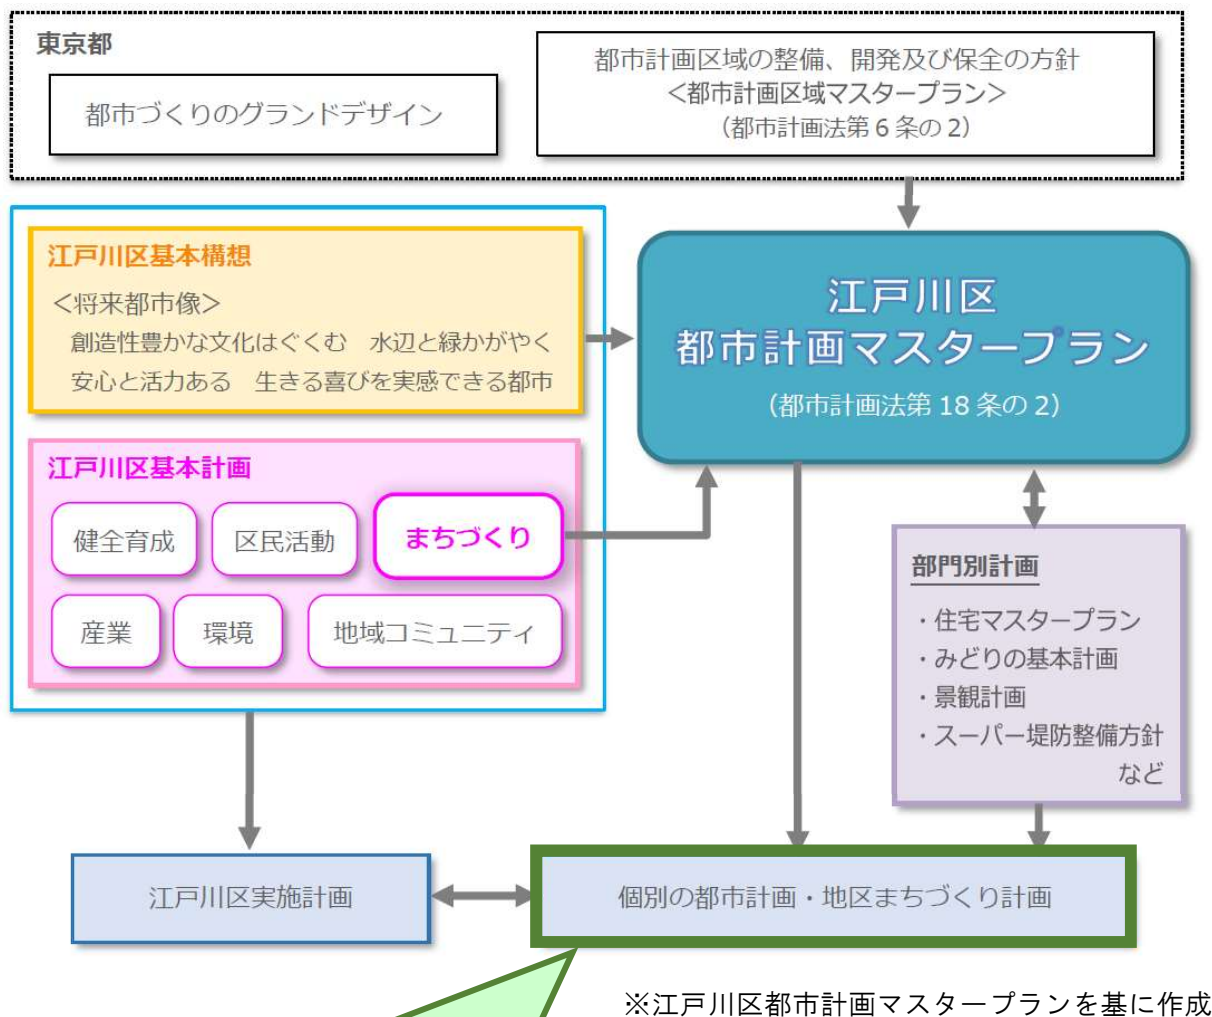 東京都
都市づくりのグランドデザイン
都市計画区域の整備、開発及び保全の方針
＜都市計画区域マスタープラン＞
（都市計画法第 6 条の 2）
江戸川区基本構想
＜将来都市像＞
創造性豊かな文化はぐくむ　水辺と緑かがやく
安心と活力ある　生きる喜びを実感できる都市
江戸川区
都市計画マスタープラン
（都市計画法第 18 条の 2）
江戸川区基本計画
健全育成
区民活動
まちづくり
産業
環境
地域コミュニティ
部門別計画
・住宅マスタープラン
・みどりの基本計画
・景観計画
・スーパー堤防整備方針
など
江戸川区実施計画
個別の都市計画・地区まちづくり計画
※江戸川区都市計画マスタープランを基に作成